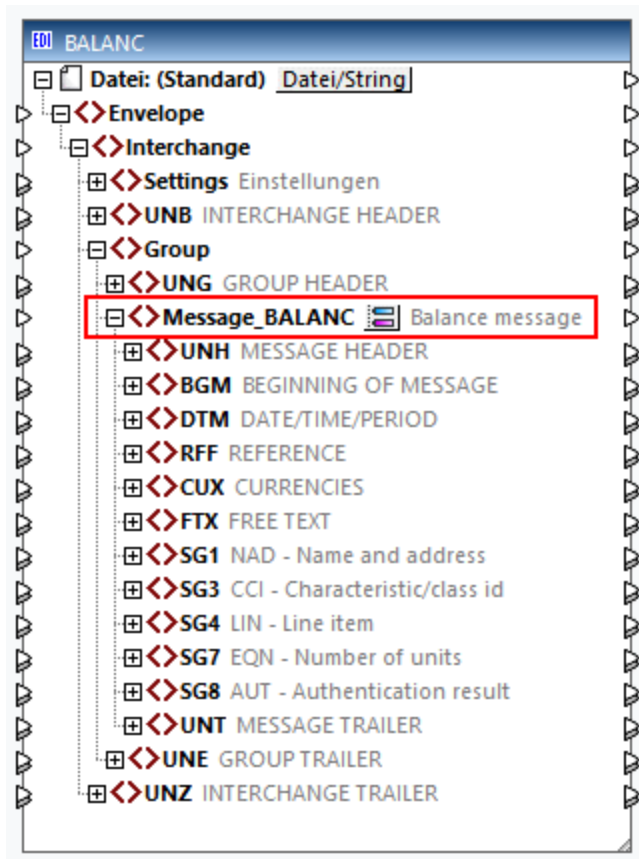 EDI BALANC
Datei: (Standard) Datei/String
Envelope
Interchange
Settings Einstellungen
UNB INTERCHANGE HEADER
Group
UNG GROUP HEADER
Message_BALANC Balance message
UNH MESSAGE HEADER
BGM BEGINNING OF MESSAGE
DTM DATE/TIME/PERIOD
RFF REFERENCE
CUX CURRENCIES
FTX FREE TEXT
SG1 NAD - Name and address
SG3 CCI - Characteristic/class id
SG4 LIN - Line item
SG7 EQN - Number of units
SG8 AUT - Authentication result
UNT MESSAGE TRAILER
UNE GROUP TRAILER
UNZ INTERCHANGE TRAILER